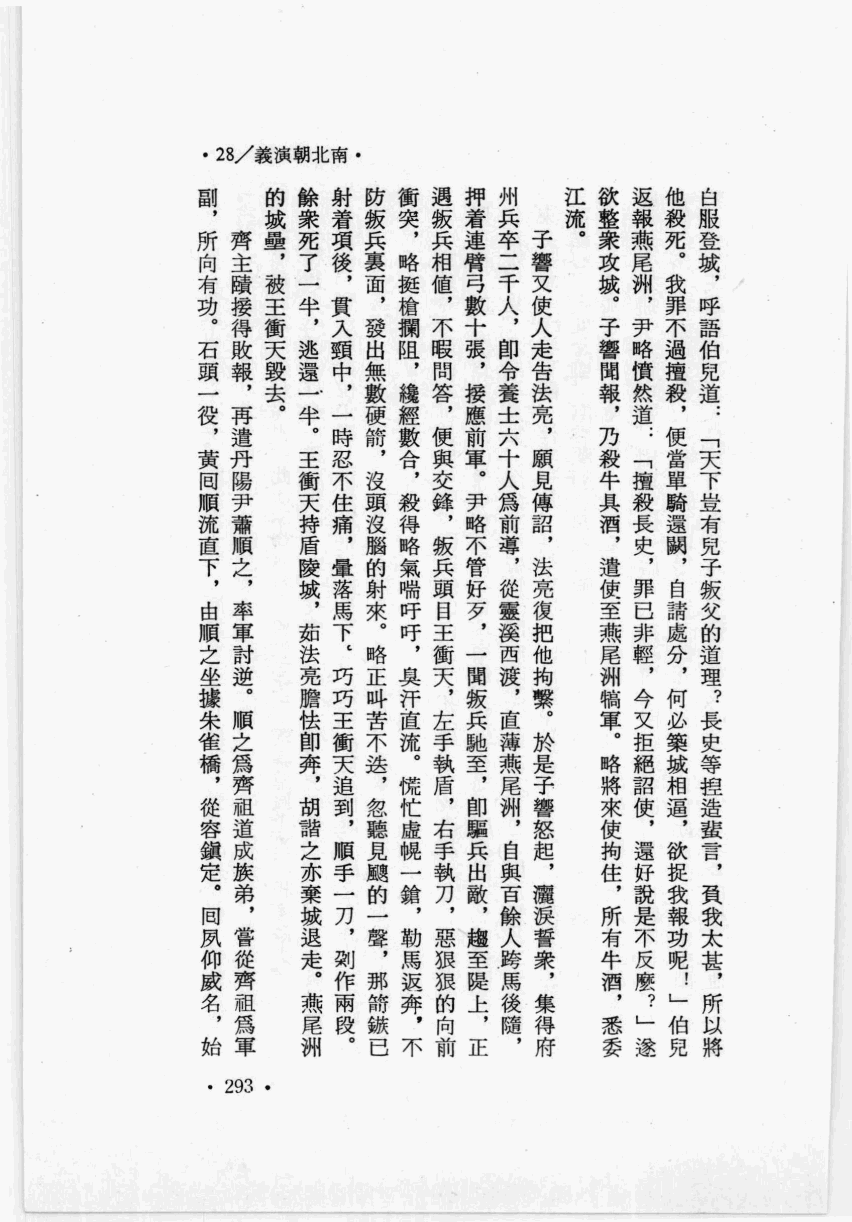 •28/義演朝北南•
白服登城，呼語伯兒道：「天下豈有兒子叛父的道理？長史等揑造蜚言，負我太甚，所以將
他殺死。我罪不過擅殺，便當單騎還闕，自請處分，何必築城相逼，欲捉我報功呢！」伯兒
返報燕尾洲，尹略憤然道：「擅殺長史，罪已非輕，今又拒絕詔使，還好說是不反麼？」遂
欲整衆攻城。子響聞報，乃殺牛具酒，遣使至燕尾洲犒軍。略將來使拘住，所有牛酒，悉委
江流。
子響又使人走告法亮，願見傳詔，法亮復把他拘繫。於是子響怒起，灑淚誓衆，集得府
州兵卒二千人，卽令養士六十人爲前導，從靈溪西渡，直薄燕尾洲，自與百餘人跨馬後隨，
押着連臂弓數十張，接應前軍。尹略不管好歹，一聞叛兵馳至，卽驅兵出敵，趨至隄上，正
遇叛兵相値，不暇問答，便與交鋒，叛兵頭目王衝天，左手執盾，右手執刀，惡狠狠的向前
衝突，略挺槍攔阻，纔經數合，殺得略氣喘吁吁，臭汗直流。慌忙虛幌一鎗，勒馬返奔，不
防叛兵裏面，發出無數硬箭，沒頭沒腦的射來。略正叫苦不迭，忽聽見颼的一聲，那箭鏃已
射着項後，貫入頸中，一時忍不住痛，暈落馬下。巧巧王衝天追到，順手一刀，剁作兩段。
餘衆死了一半，逃還一半。王衝天持盾陵城，茹法亮膽怯卽奔，胡諧之亦棄城退走。燕尾洲
的城壘，被王衝天毀去。
齊主賾接得敗報，再遣丹陽尹蕭順之，率軍討逆。順之爲齊祖道成族弟，嘗從齊祖爲軍
副，所向有功。石頭一役，黃回順流直下，由順之坐據朱雀橋，從容鎭定。回夙仰威名，始
•293•